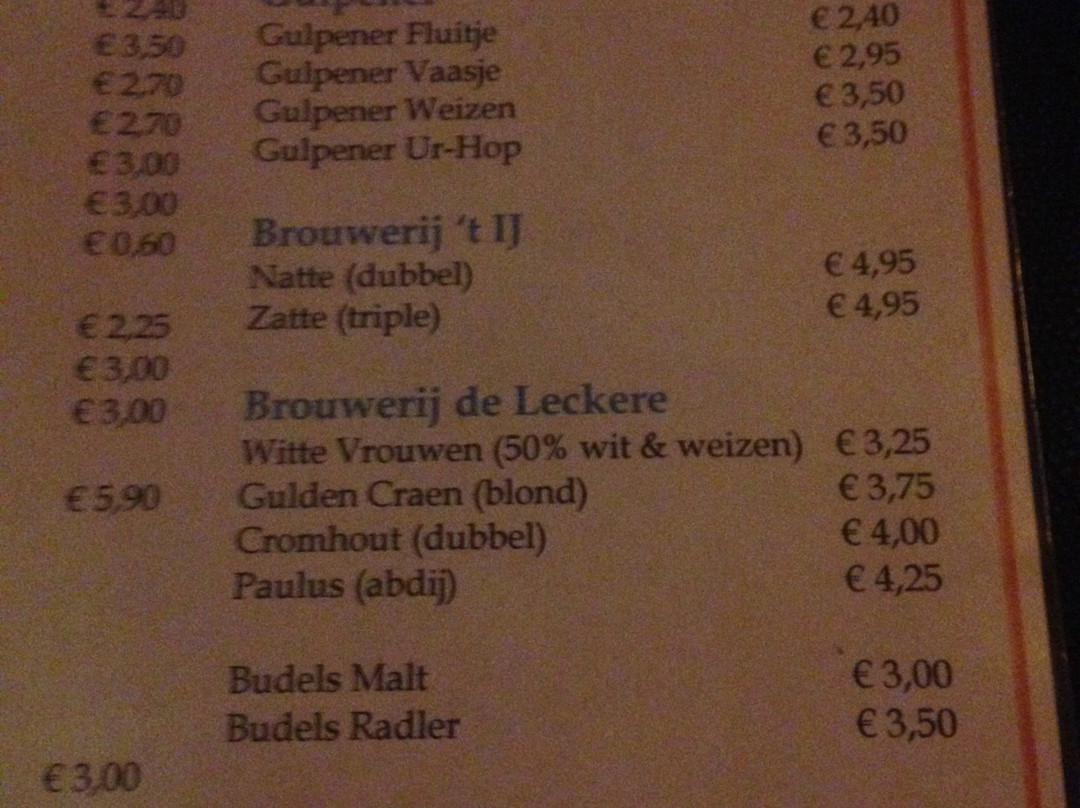 € 2,40
€ 3,50
€ 2,70
€ 2,70
€ 3,00
€ 3,00
€ 0,60
€ 2,25
€ 3,00
€ 3,00
€ 5,90
€ 3,00
Gulpener
Gulpener Fluitje € 2,40
Gulpener Vaasje € 2,95
Gulpener Weizen € 3,50
Gulpener Ur-Hop € 3,50
Brouwerij ‘t IJ
Natte (dubbel) € 4,95
Zatte (triple) € 4,95
Brouwerij de Leckere
Witte Vrouwen (50% wit & weizen) € 3,25
Gulden Craen (blond) € 3,75
Cromhout (dubbel) € 4,00
Paulus (abdij) € 4,25
Budels Malt € 3,00
Budels Radler € 3,50